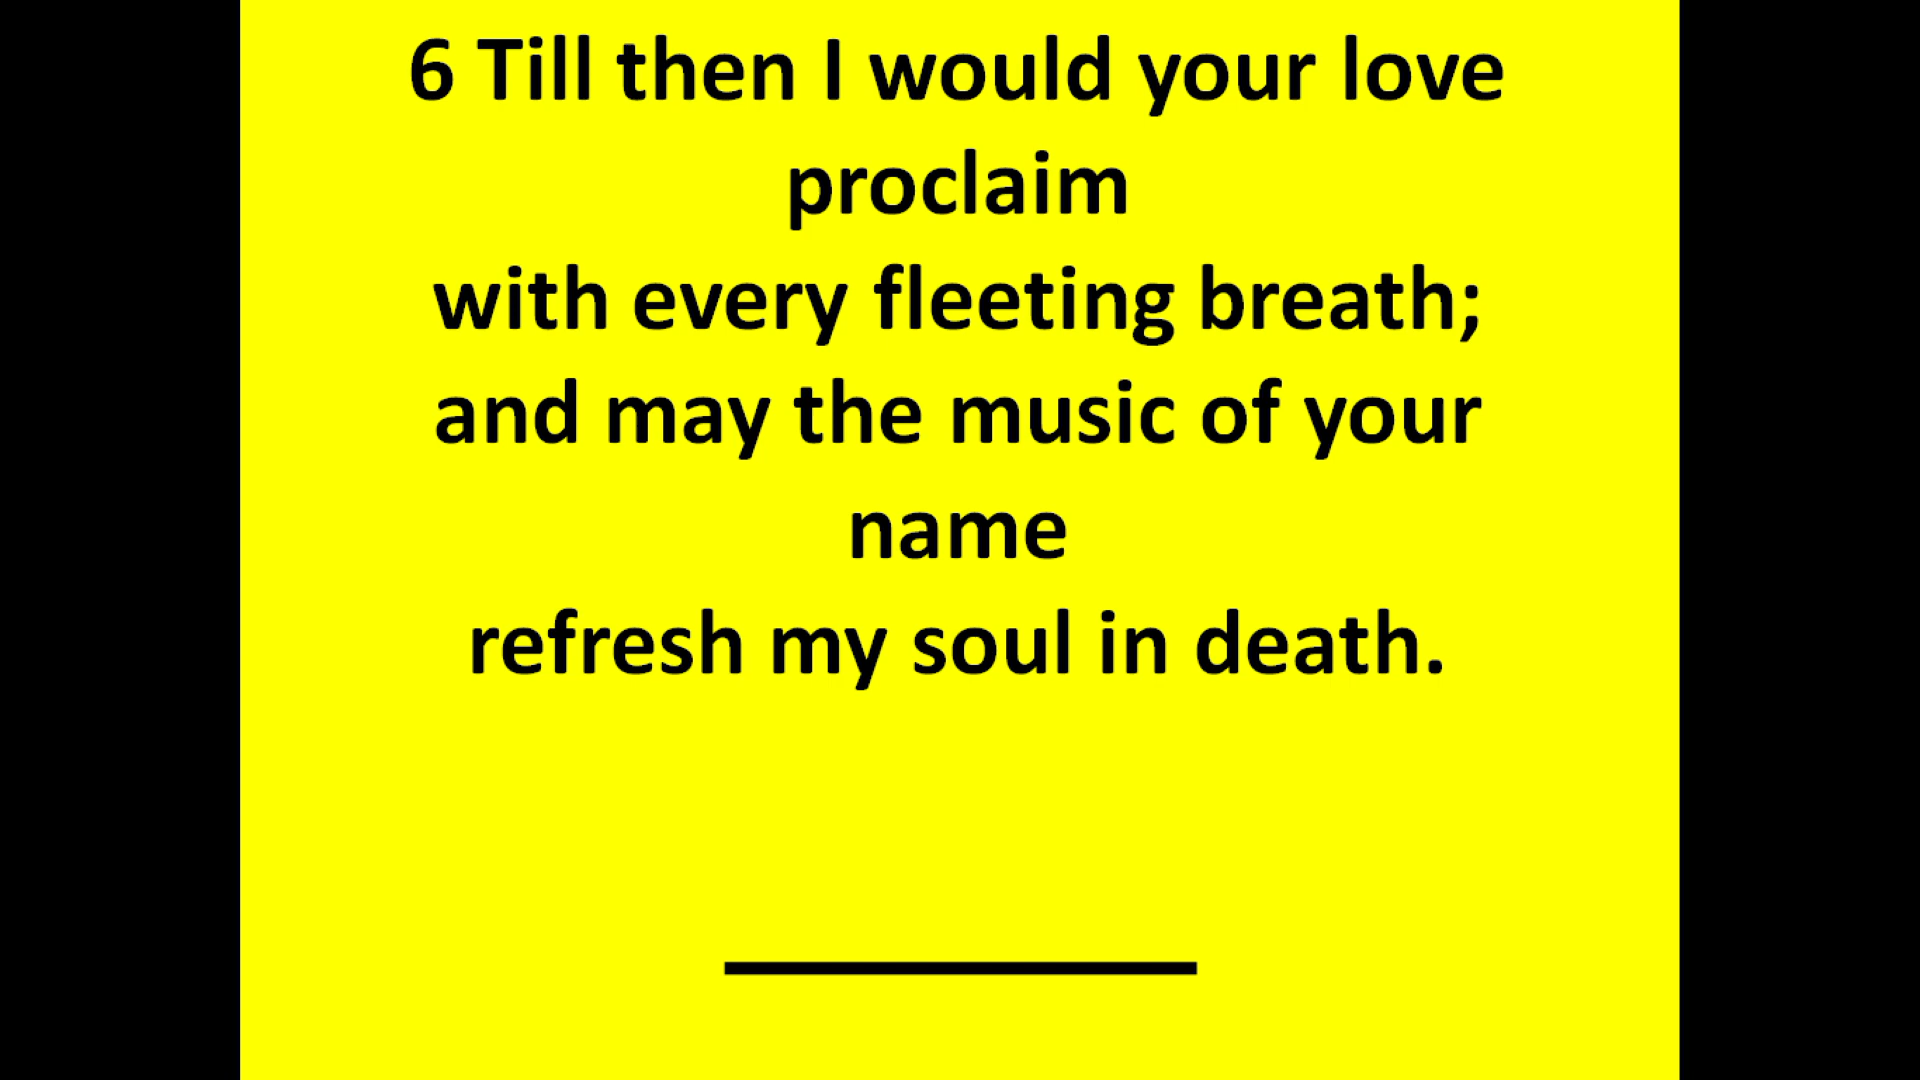 6 Till then I would your love
proclaim
with every fleeting breath;
and may the music of your
name
refresh my soul in death.